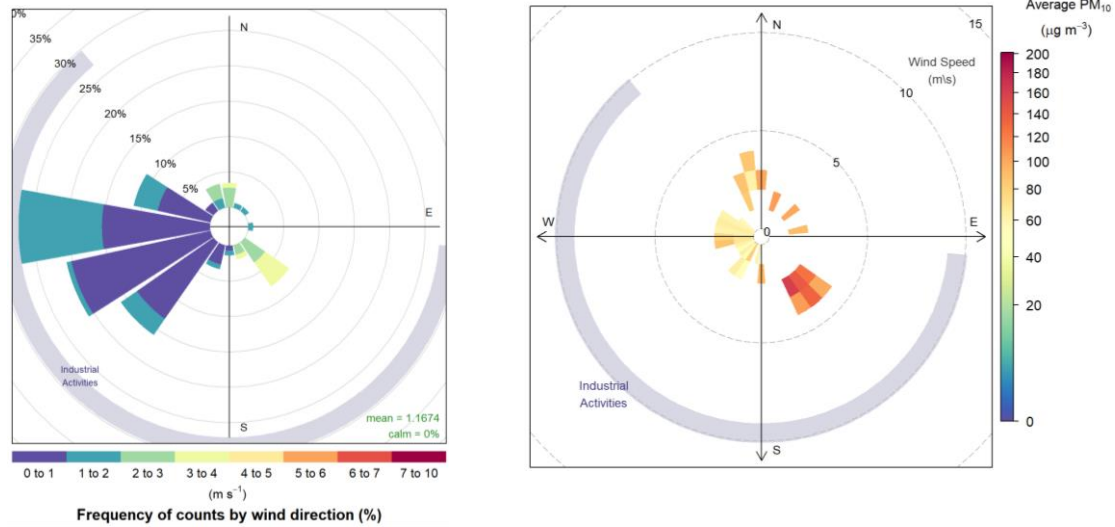 0%
35%
30%
25%
20%
15%
10%
5%
N
E
S
Industrial
Activities
mean = 1.1674
calm = 0%
0 to 1
1 to 2
2 to 3
3 to 4
4 to 5
5 to 6
6 to 7
7 to 10
(m s⁻¹)
Frequency of counts by wind direction (%)
N
15
Wind Speed
(m\s)
10
5
0
W
E
S
Industrial
Activities
Average PM₁₀
(μg m⁻³)
200
180
160
140
120
100
80
60
40
20
0